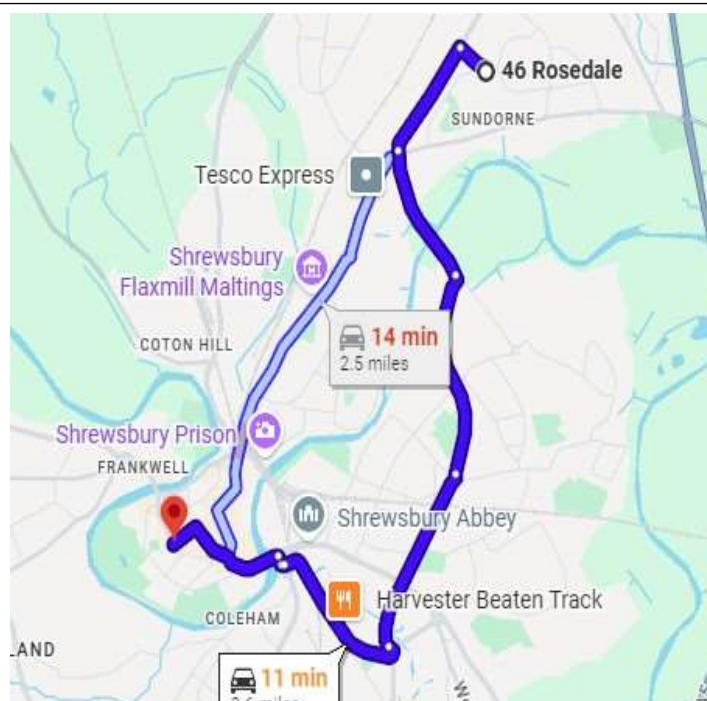 46 Rosedale
SUNDORNE
Tesco Express
Shrewsbury
Flaxmill Maltings
14 min
2.5 miles
COTON HILL
Shrewsbury Prison
FRANKWELL
Shrewsbury Abbey
Harvester Beaten Track
COLEHAM
LAND
11 min